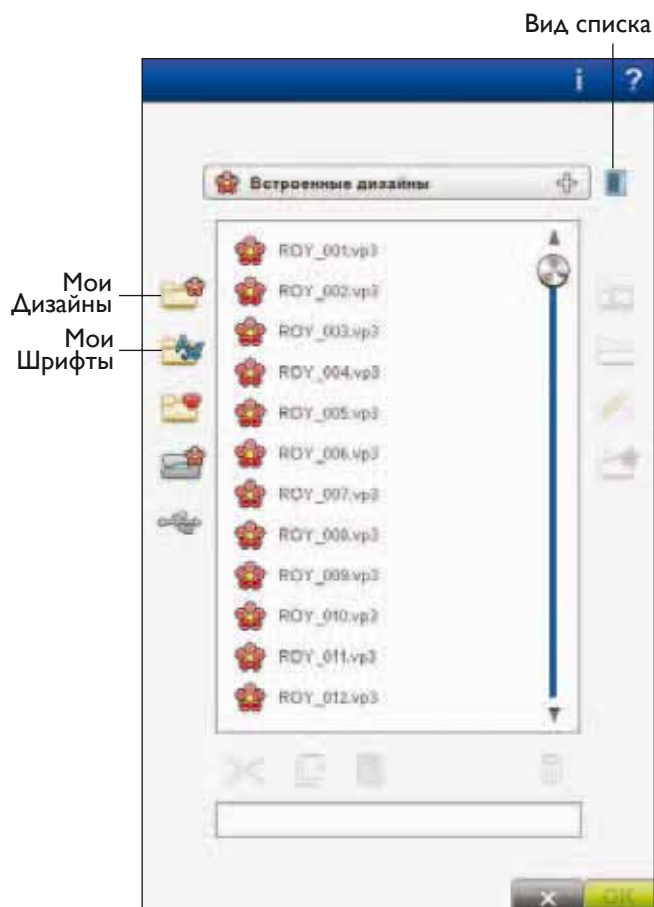 Вид списка
i ?
Встроенные дизайны
ROY_001.vp3
Мои
Дизайны
ROY_002.vp3
Мои
Шрифты
ROY_003.vp3
ROY_004.vp3
ROY_005.vp3
ROY_006.vp3
ROY_007.vp3
ROY_008.vp3
ROY_009.vp3
ROY_010.vp3
ROY_011.vp3
ROY_012.vp3
OK